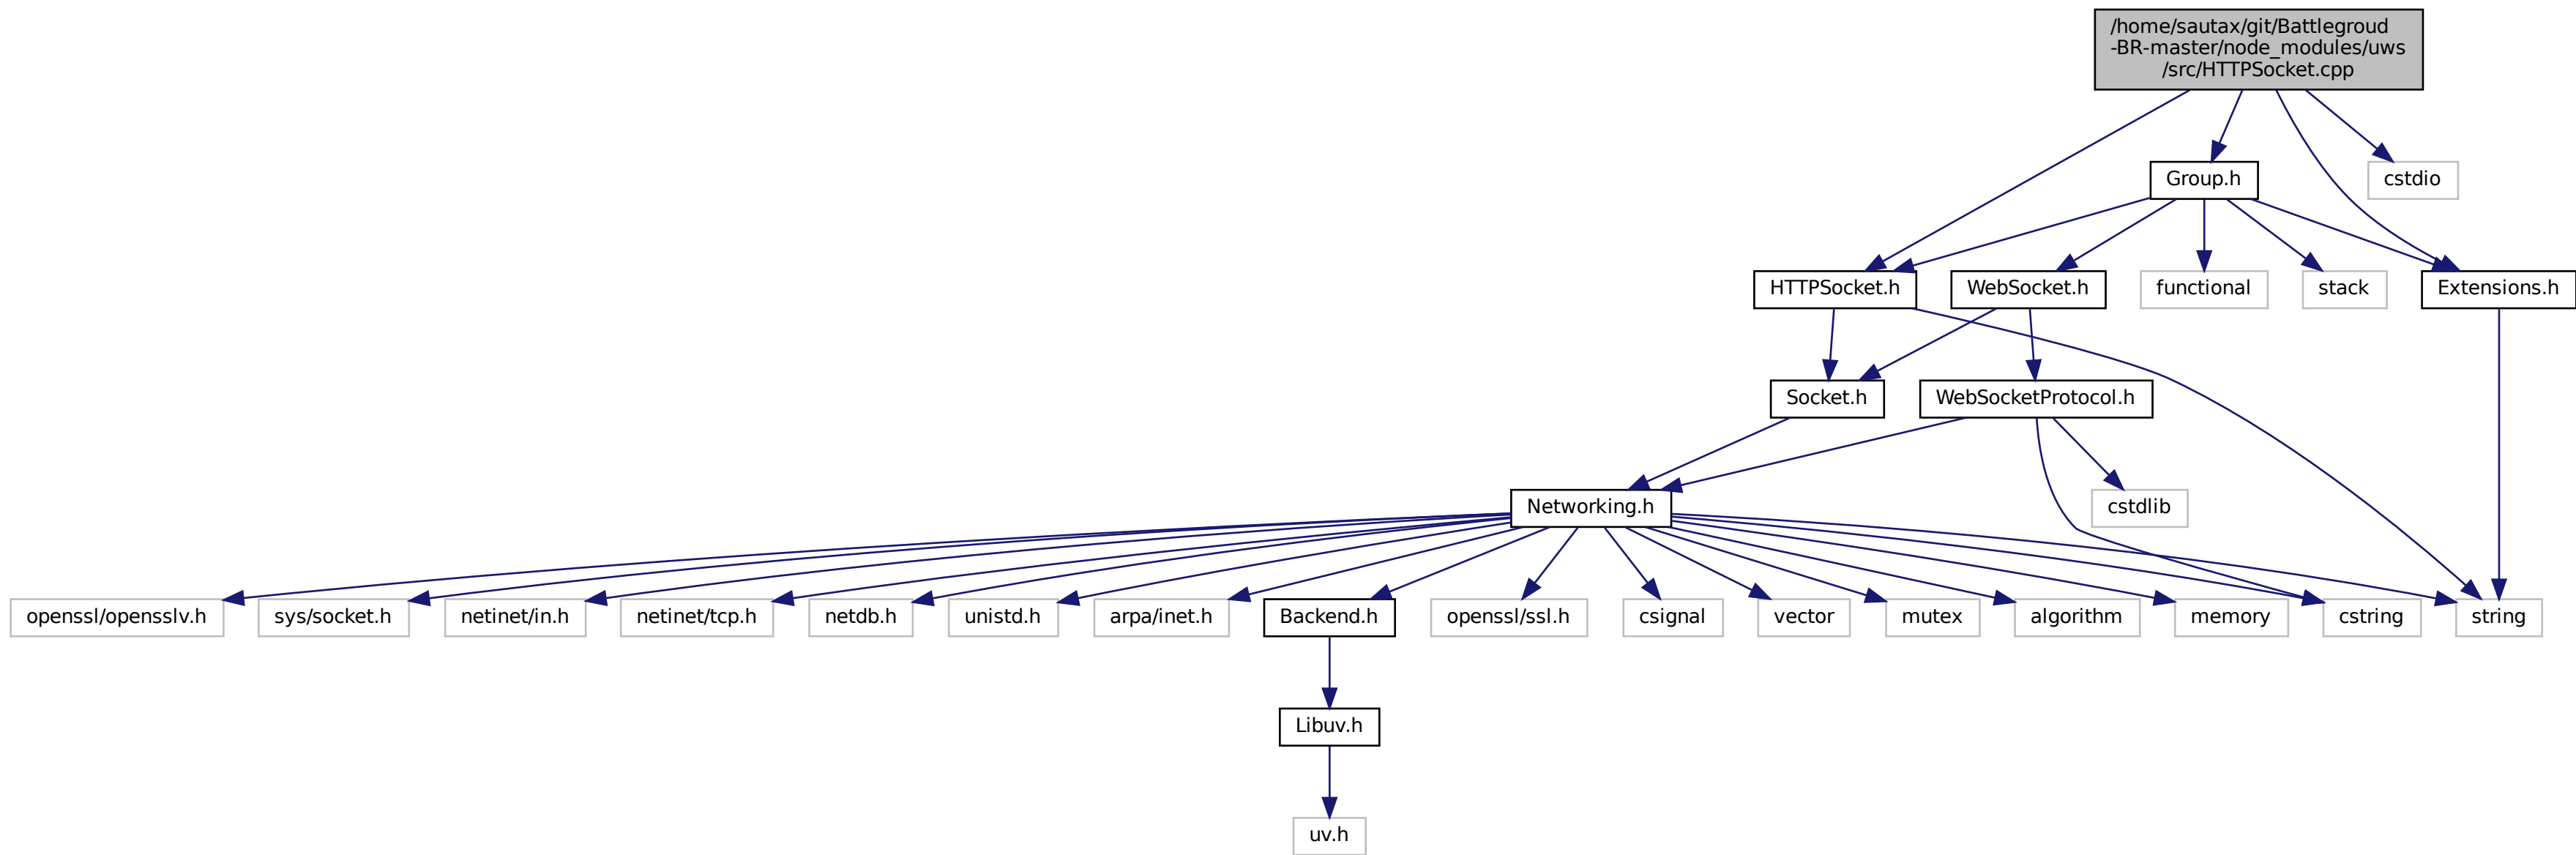 /home/sautax/git/Battlegroud
-BR-master/node_modules/uws
/src/HTTPSocket.cpp
Group.h
cstdio
HTTPSocket.h
WebSocket.h
functional
stack
Extensions.h
Socket.h
WebSocketProtocol.h
Networking.h
cstdlib
openssl/opensslv.h
sys/socket.h
netinet/in.h
netinet/tcp.h
netdb.h
unistd.h
arpa/inet.h
Backend.h
openssl/ssl.h
csignal
vector
mutex
algorithm
memory
cstring
string
Libuv.h
uv.h